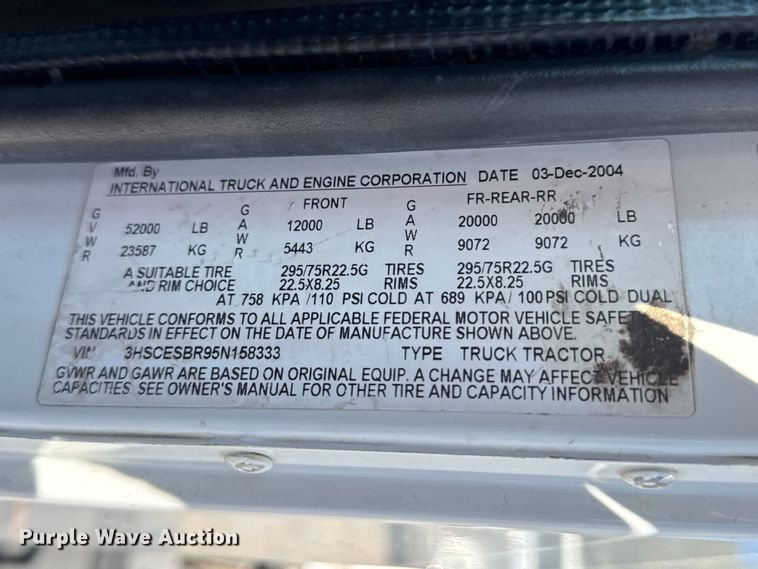 Mfd. By
INTERNATIONAL TRUCK AND ENGINE CORPORATION DATE 03-Dec-2004
G V W R 52000 LB 23587 KG
G A W R FRONT 12000 LB 5443 KG
G A W R FR-REAR-RR 20000 20000 LB 9072 9072 KG
A SUITABLE TIRE 295/75R22.5G TIRES 295/75R22.5G TIRES
AND RIM CHOICE 22.5X8.25 RIMS 22.5X8.25 RIMS
AT 758 KPA /110 PSI COLD AT 689 KPA/ 100 PSI COLD DUAL
THIS VEHICLE CONFORMS TO ALL APPLICABLE FEDERAL MOTOR VEHICLE SAFETY
STANDARDS IN EFFECT ON THE DATE OF MANUFACTURE SHOWN ABOVE.
VIN 3HSCESBR95N158333 TYPE TRUCK TRACTOR
GVWR AND GAWR ARE BASED ON ORIGINAL EQUIP. A CHANGE MAY AFFECT VEHICLE
CAPACITIES. SEE OWNER'S MANUAL FOR OTHER TIRE AND CAPACITY INFORMATION
Purple Wave Auction